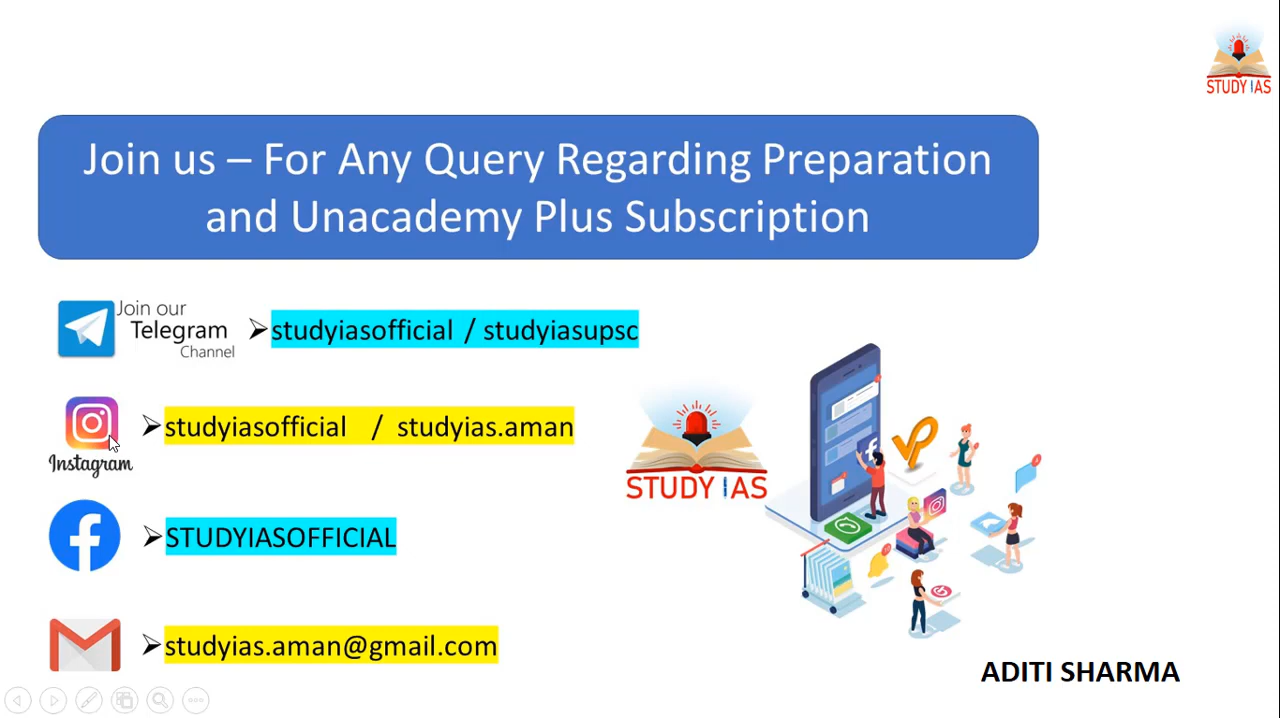 STUDY IAS
Join us – For Any Query Regarding Preparation
and Unacademy Plus Subscription
Join our
Telegram
Channel
➢studyiasofficial / studyiasupsc
Instagram
➢studyiasofficial / studyias.aman
STUDY IAS
➢STUDYIASOFFICIAL
➢studyias.aman@gmail.com
ADITI SHARMA